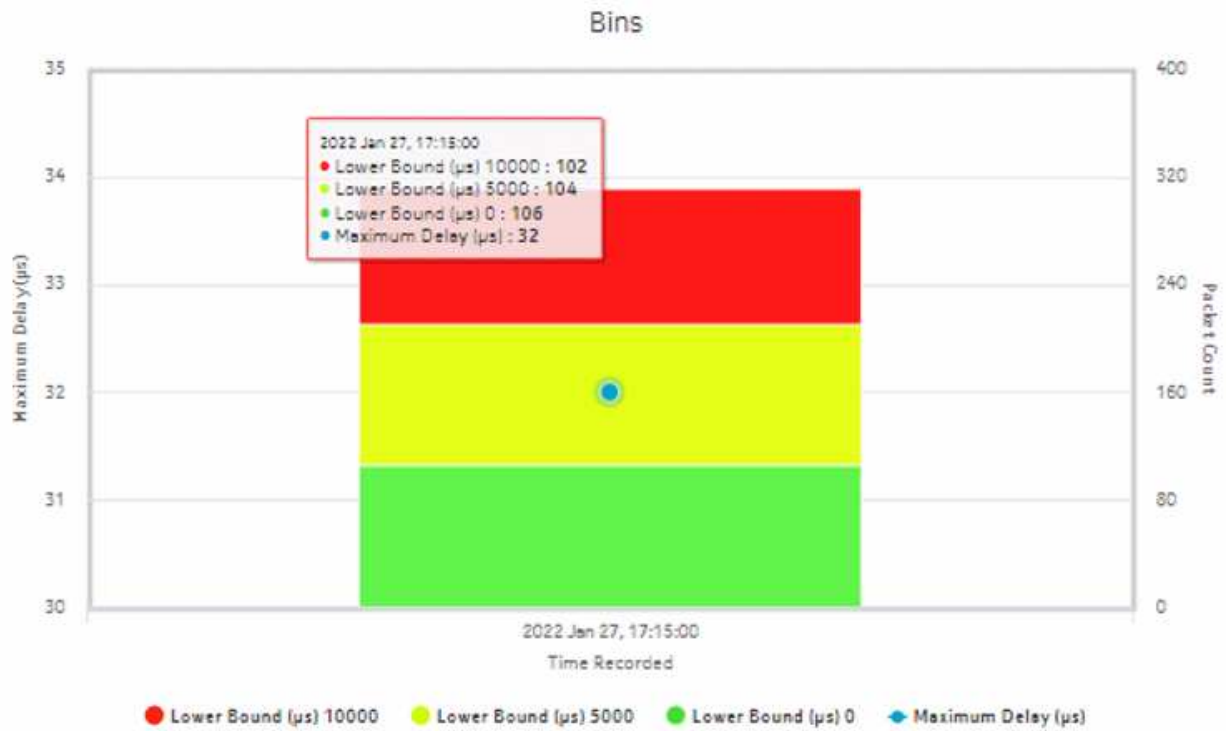 Bins
35
34
33
32
31
30
Maximum Delay(µs)
400
320
240
160
80
0
Packet Count
2022 Jan 27, 17:15:00
Lower Bound (µs) 10000 : 102
Lower Bound (µs) 5000 : 104
Lower Bound (µs) 0 : 106
Maximum Delay (µs) : 32
2022 Jan 27, 17:15:00
Time Recorded
Lower Bound (µs) 10000
Lower Bound (µs) 5000
Lower Bound (µs) 0
Maximum Delay (µs)